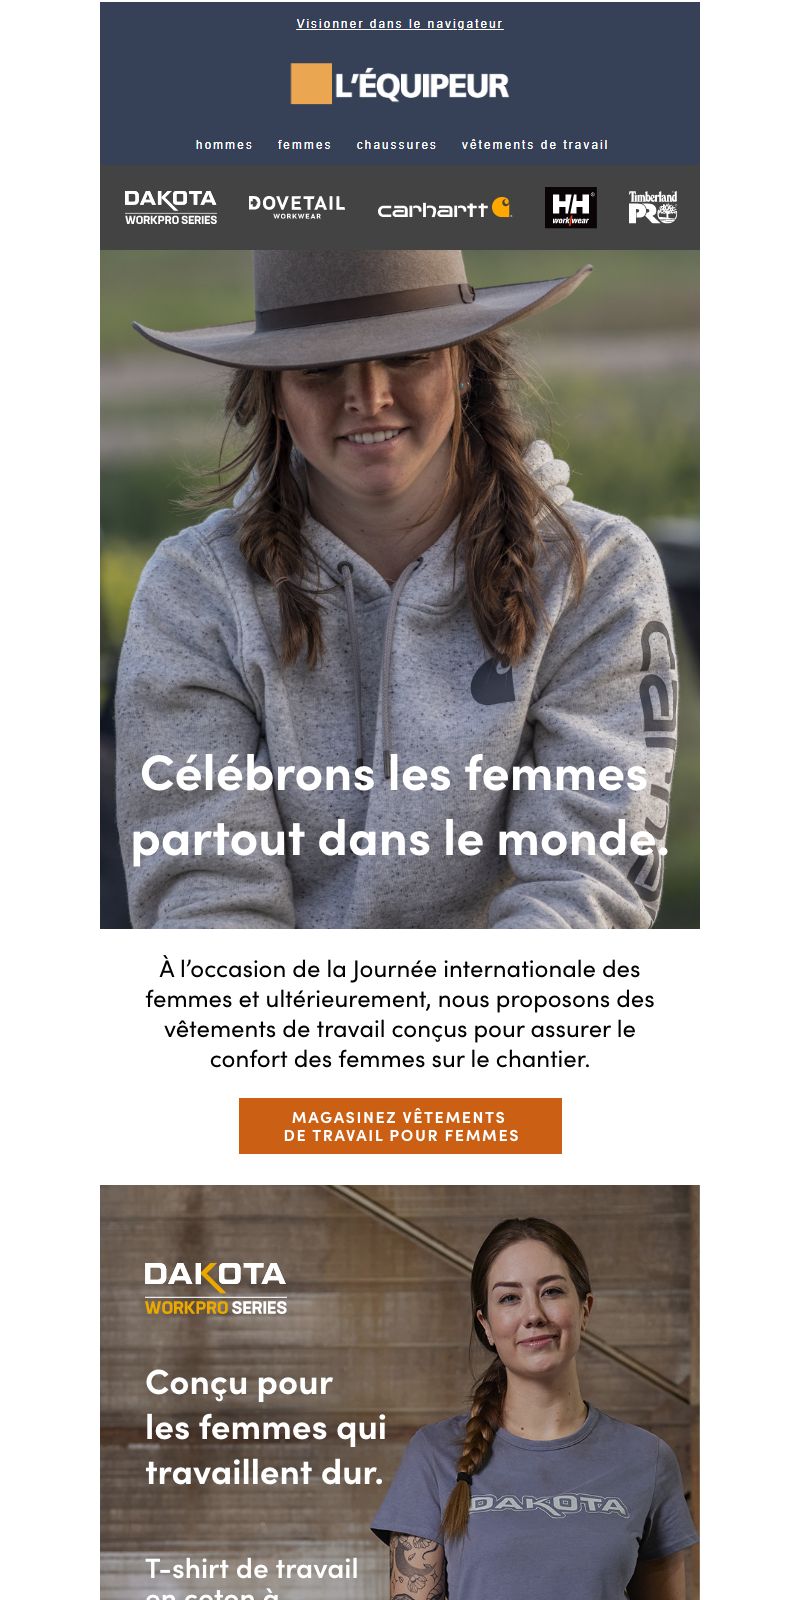 Visionner dans le navigateur
L'ÉQUIPEUR
hommes femmes chaussures vêtements de travail
DAKOTA WORKPRO SERIES
DOVETAIL WORKWEAR
carhartt
HH workwear
Timberland PRO
Célébrons les femmes
partout dans le monde.
À l’occasion de la Journée internationale des
femmes et ultérieurement, nous proposons des
vêtements de travail conçus pour assurer le
confort des femmes sur le chantier.
MAGASINEZ VÊTEMENTS
DE TRAVAIL POUR FEMMES
DAKOTA
WORKPRO SERIES
Conçu pour
les femmes qui
travaillent dur.
DAKOTA
T-shirt de travail
en coton à